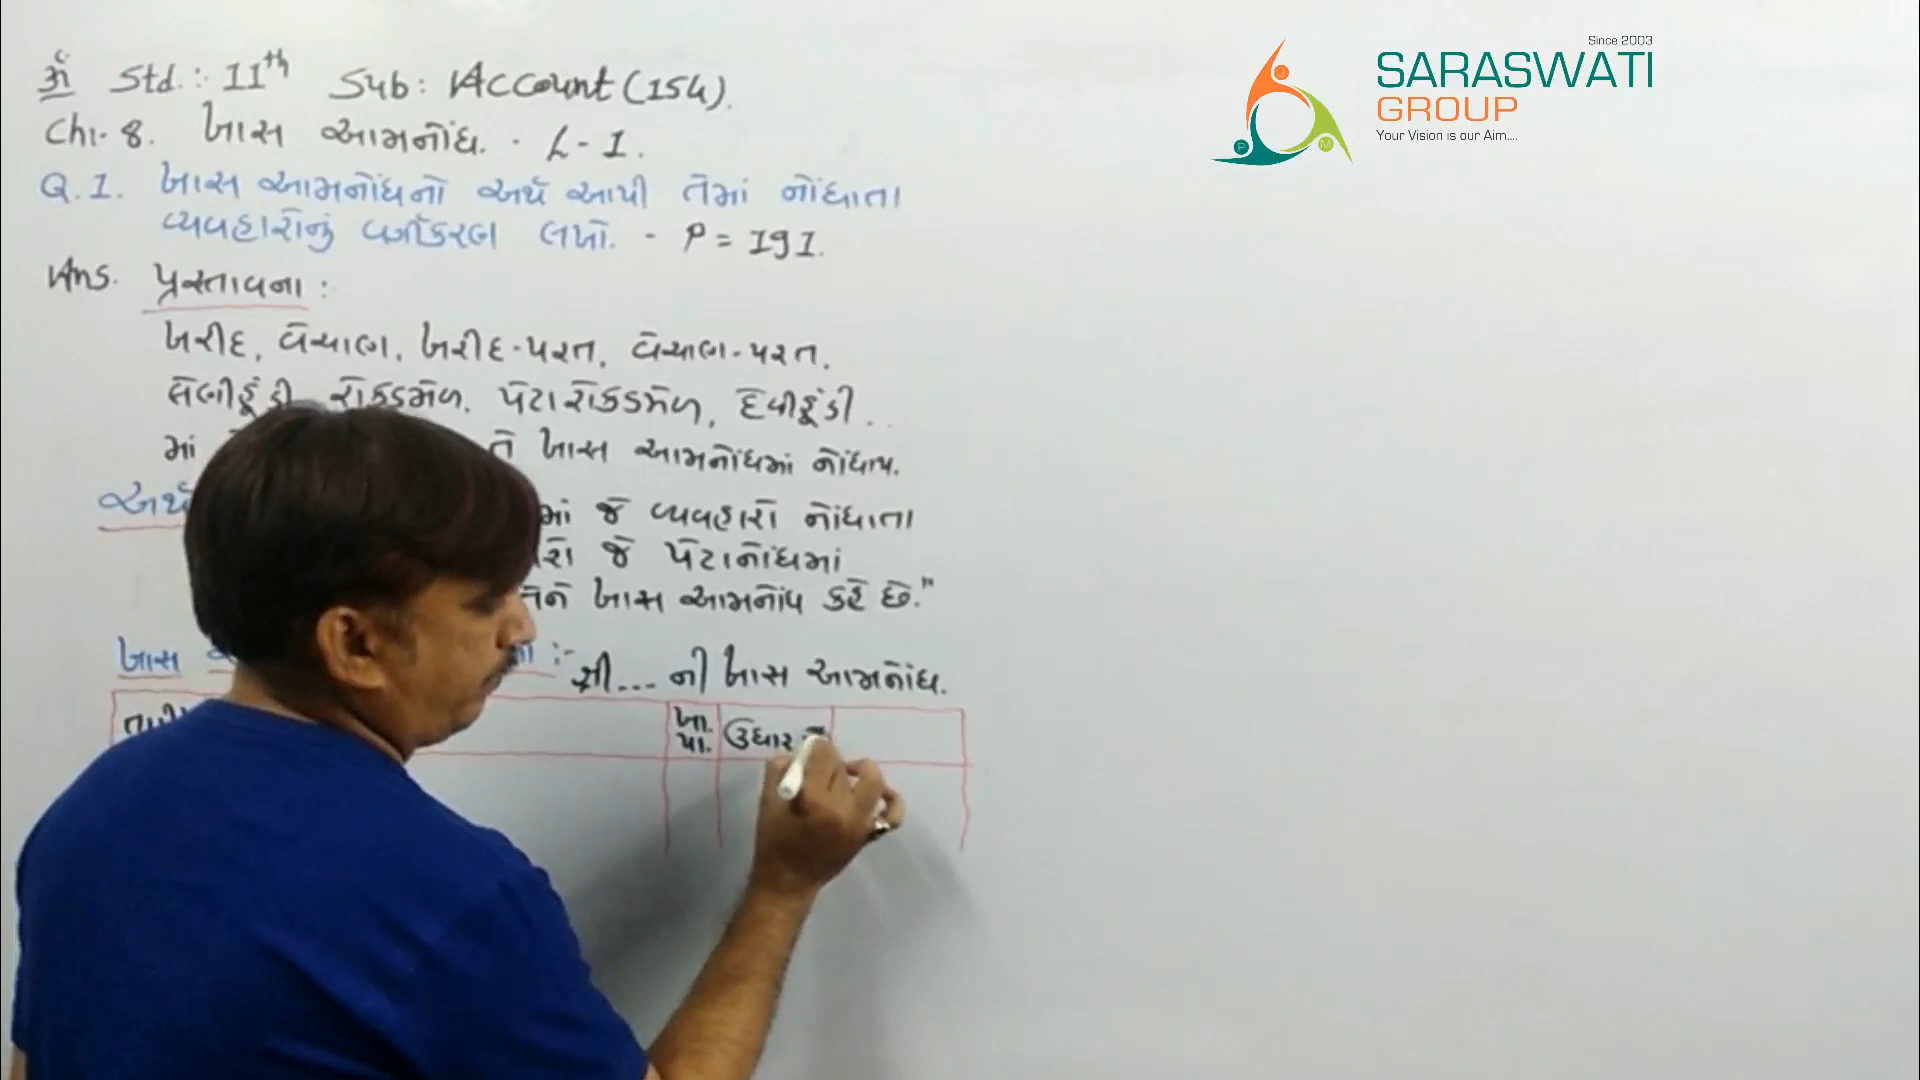 ૐ Std.: 11th Sub: Account (154).
Ch-8. ખાસ આમનોંધ. - L-1.
Q.1. ખાસ આમનોંધનો અર્થ આપી તેમાં નોંધાતા
વ્યવહારોનું વર્ગીકરણ લખો. - P = 191.
Ans. પ્રસ્તાવના :
ખરીદ, વેચાણ, ખરીદ-પરત, વેચાણ-પરત,
લેણીહૂંડી રોકડમેળ, પેટારોકડમેળ, દેવીહૂંડી..
માં તે ખાસ આમનોંધમાં નોંધાય.
અર્થ માં જે વ્યવહારો નોંધાતા
જે પેટાનોંધમાં
તેને ખાસ આમનોંધ કહે છે."
ખાસ :- શ્રી... ની ખાસ આમનોંધ.
ખા. પા. ઉધાર
Since 2003
SARASWATI
GROUP
Your Vision is our Aim....
J
P
M